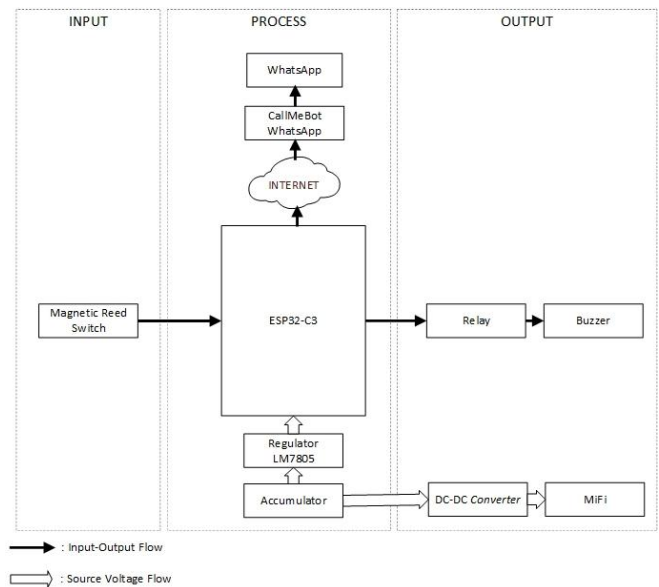 INPUT
PROCESS
OUTPUT
WhatsApp
CallMeBot
WhatsApp
INTERNET
Magnetic Reed
Switch
ESP32-C3
Relay
Buzzer
Regulator
LM7805
Accumulator
DC-DC Converter
MiFi
: Input-Output Flow
: Source Voltage Flow